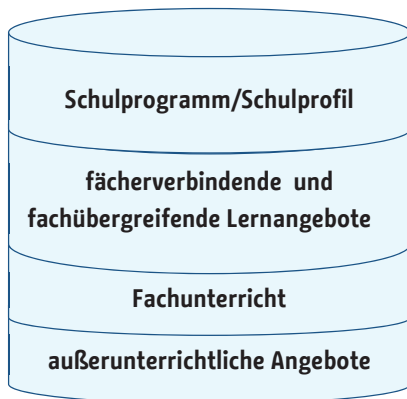 Schulprogramm/Schulprofil
fächerverbindende und
fachübergreifende Lernangebote
Fachunterricht
außerunterrichtliche Angebote